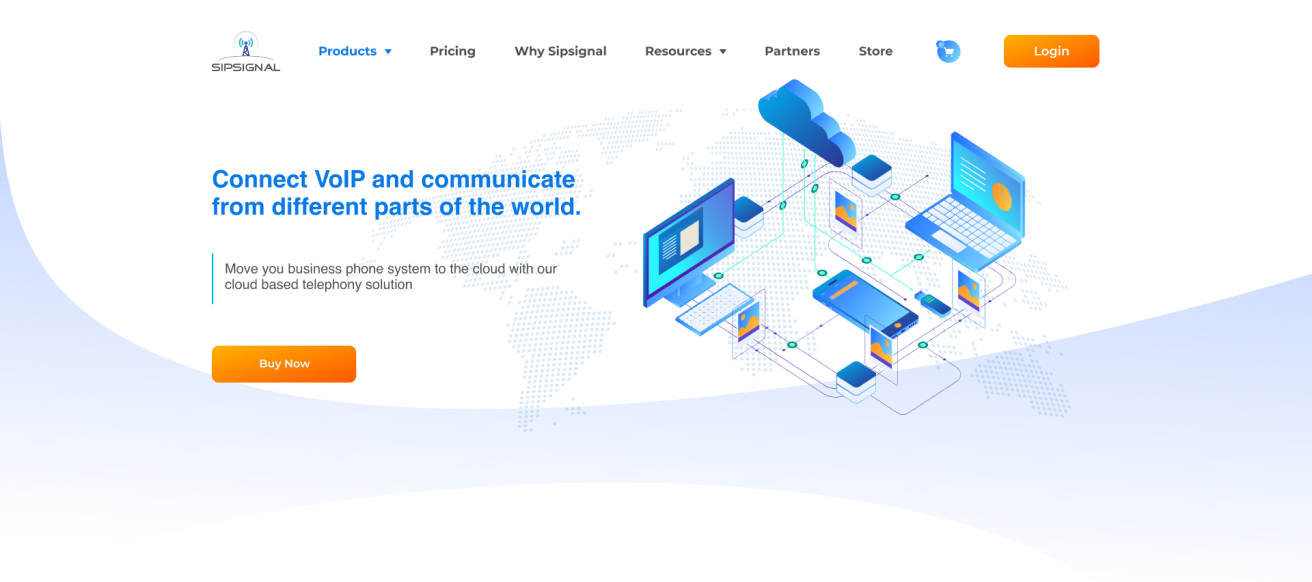 SIPSIGNAL
Products
Pricing
Why Sipsignal
Resources
Partners
Store
Login
Connect VoIP and communicate
from different parts of the world.
Move you business phone system to the cloud with our
cloud based telephony solution
Buy Now